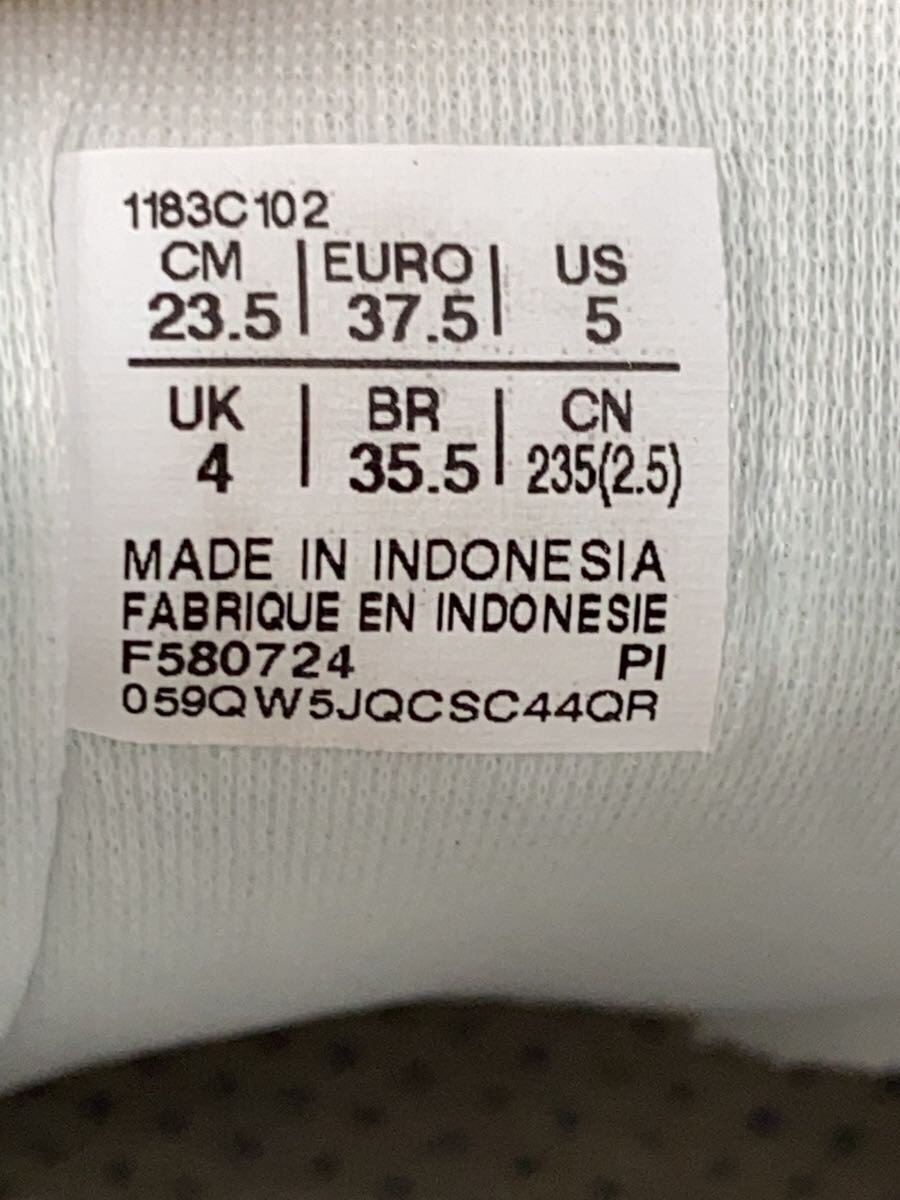 1183C102
CM | EURO | US
23.5 | 37.5 | 5
UK | BR | CN
4 | 35.5 | 235(2.5)
MADE IN INDONESIA
FABRIQUE EN INDONESIE
F580724 PI
059QW5JQCSC44QR